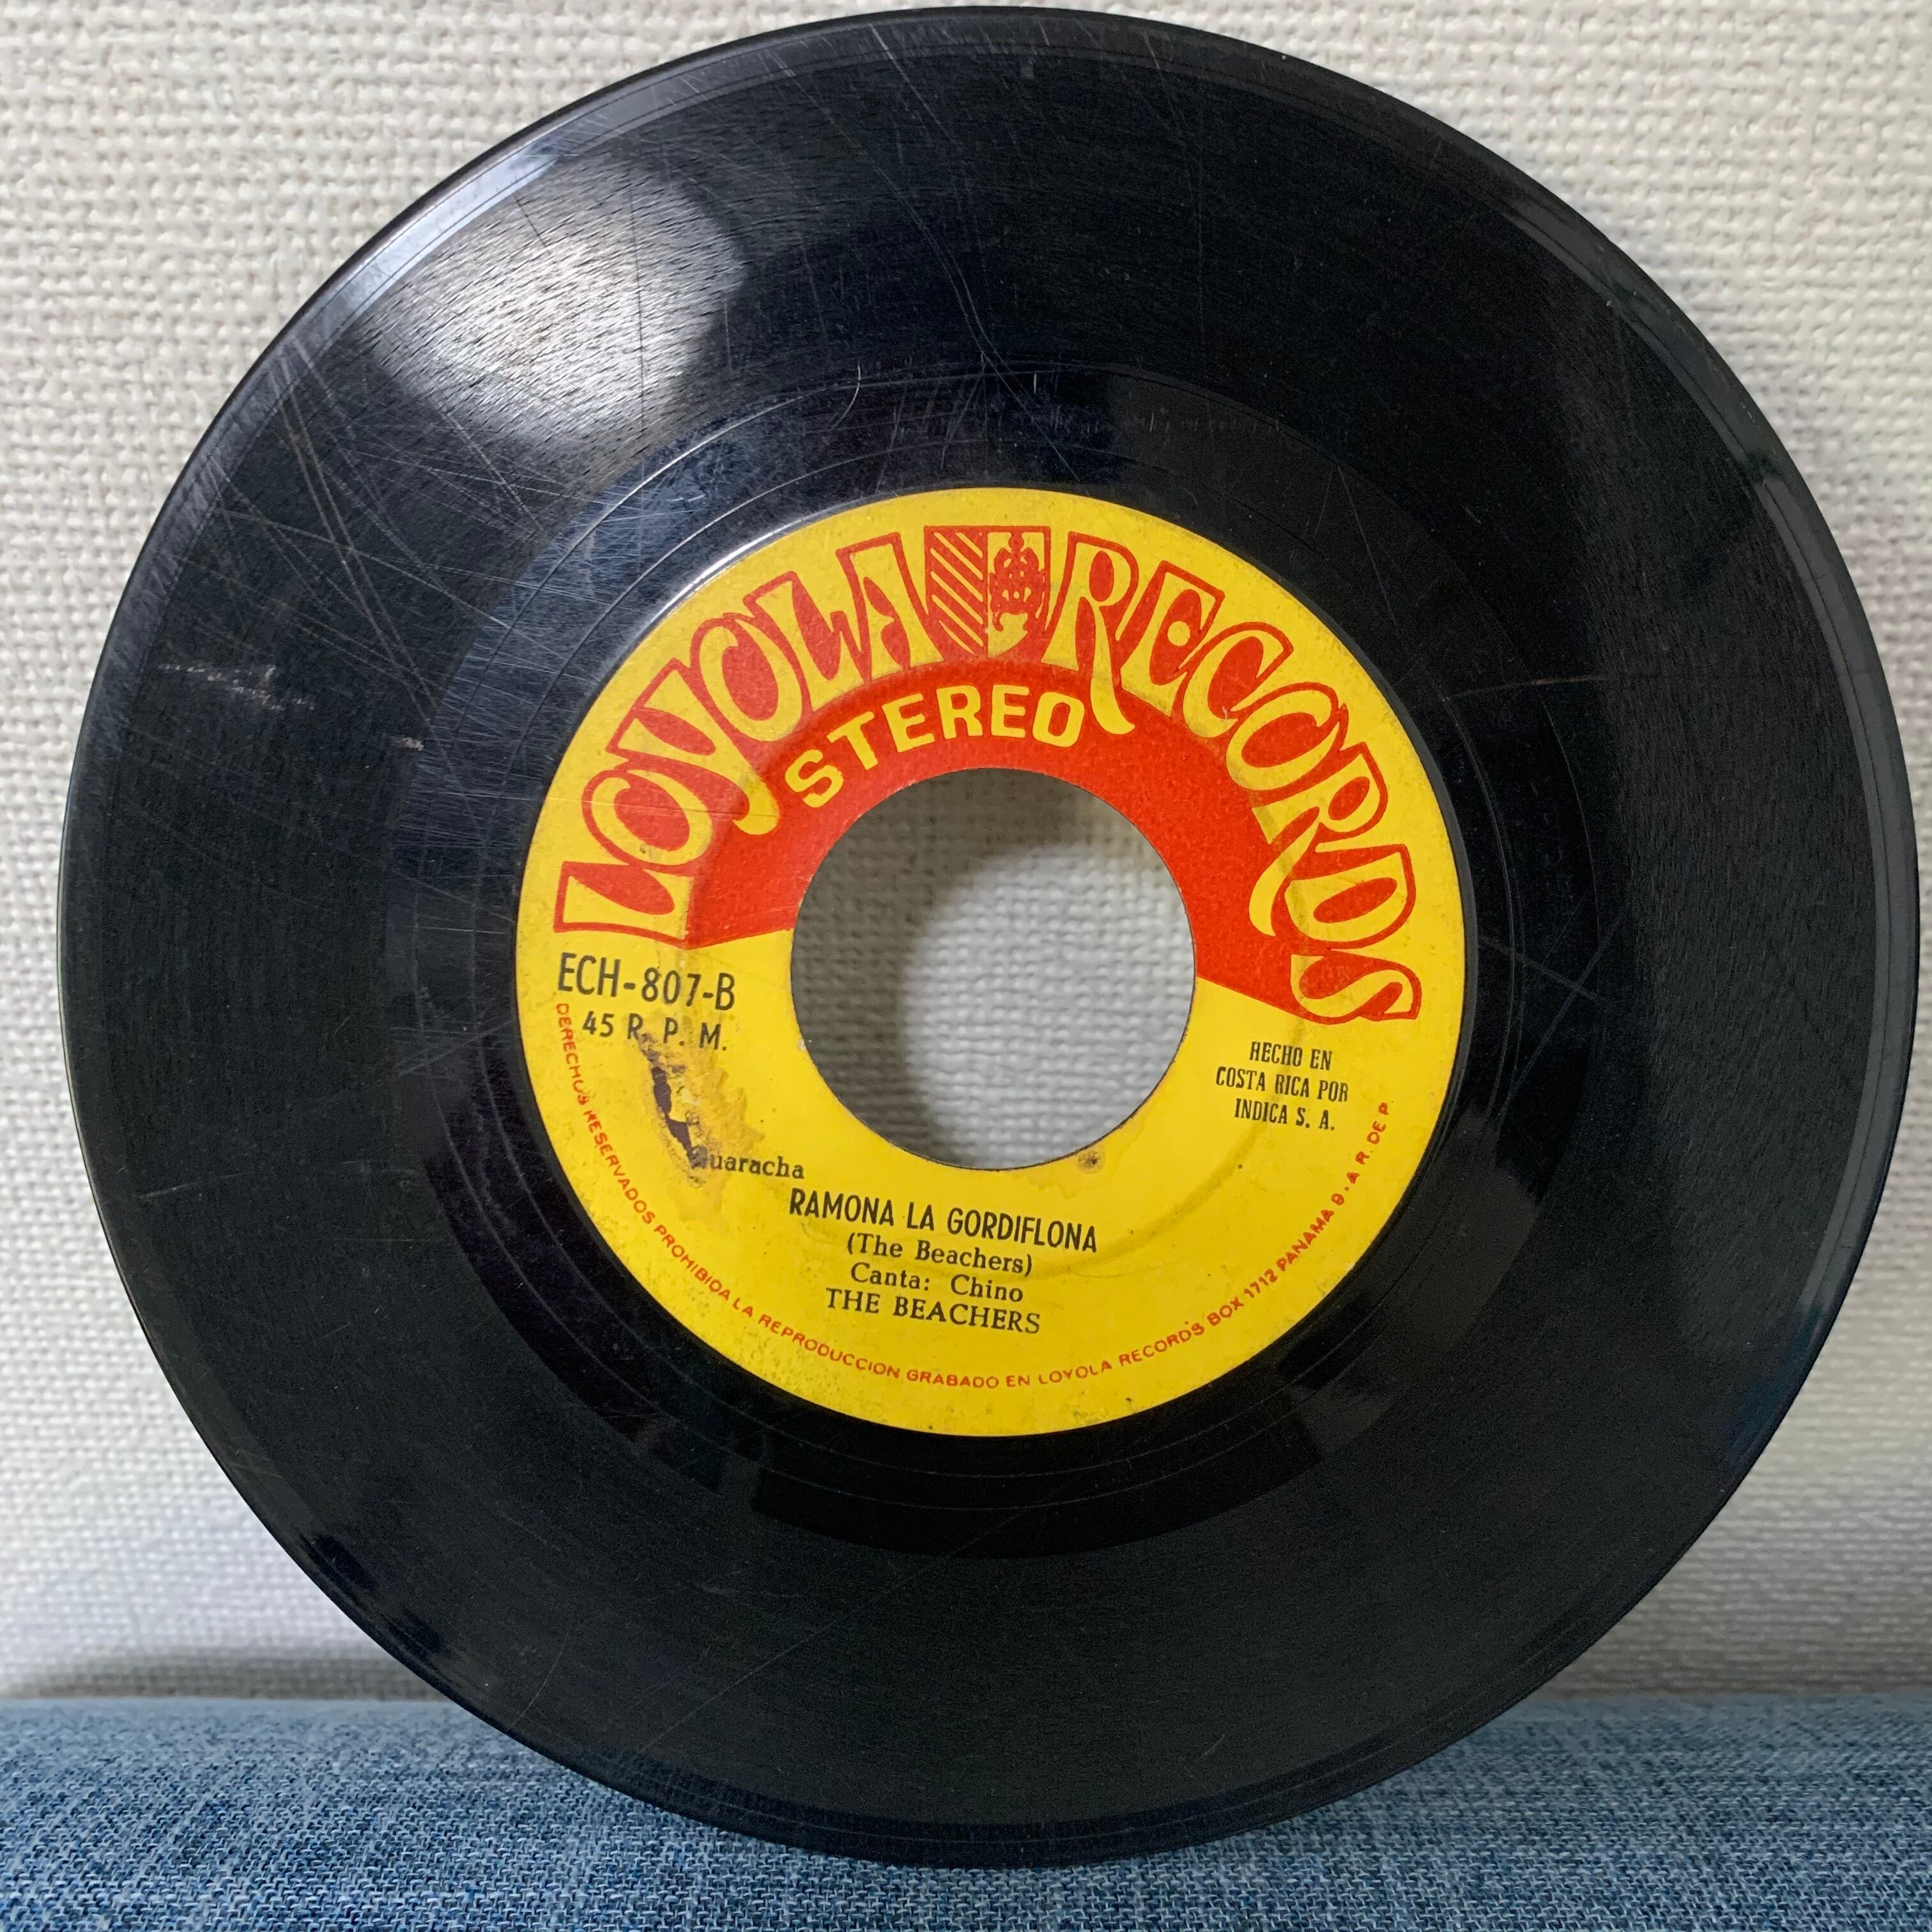 LOYOLA RECORDS
STEREO
ECH-807-B
45 R. P. M.
HECHO EN
COSTA RICA POR
INDICA S. A.
RAMONA LA GORDIFLONA
(The Beachers)
Canta: Chino
THE BEACHERS
DERECHOS RESERVADOS PROHIBIDA LA REPRODUCCION GRABADO EN LOYOLA RECORDS BOX 1712 PANAMA 9-A R. DE P.